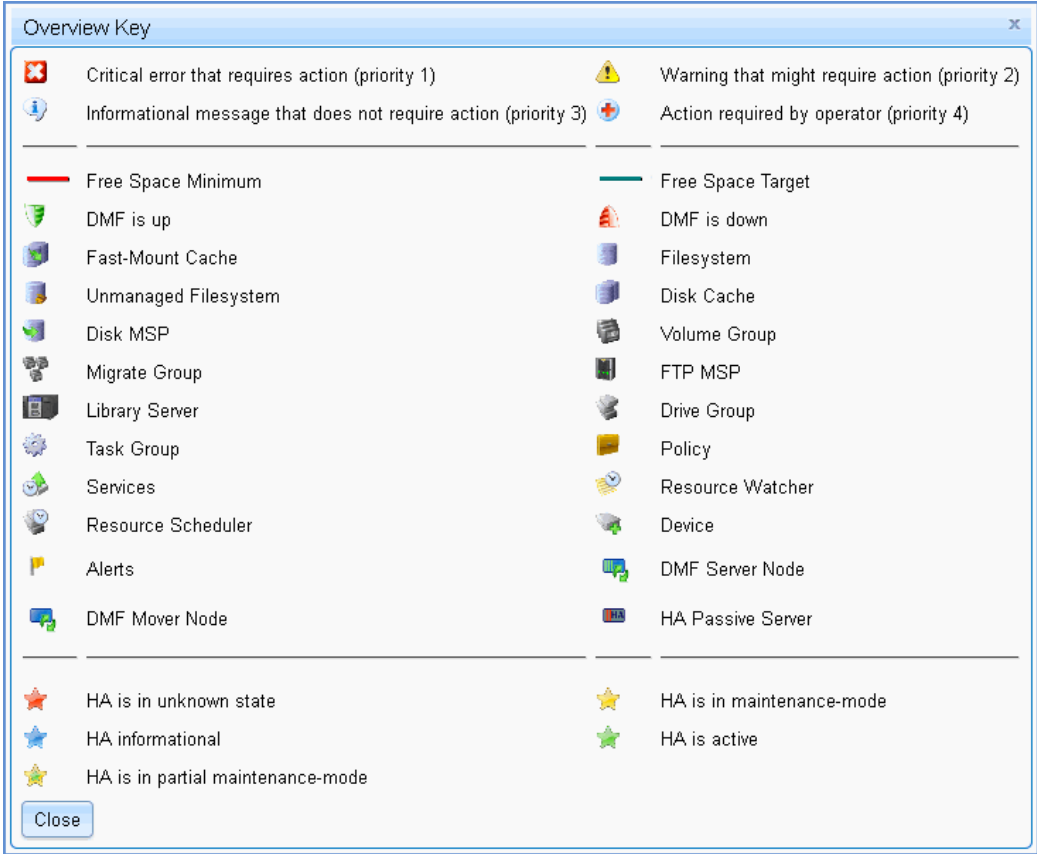 Overview Key x
Critical error that requires action (priority 1) Warning that might require action (priority 2)
Informational message that does not require action (priority 3) Action required by operator (priority 4)
Free Space Minimum Free Space Target
DMF is up DMF is down
Fast-Mount Cache Filesystem
Unmanaged Filesystem Disk Cache
Disk MSP Volume Group
Migrate Group FTP MSP
Library Server Drive Group
Task Group Policy
Services Resource Watcher
Resource Scheduler Device
Alerts DMF Server Node
DMF Mover Node HA HA Passive Server
HA is in unknown state HA is in maintenance-mode
HA informational HA is active
HA is in partial maintenance-mode
Close